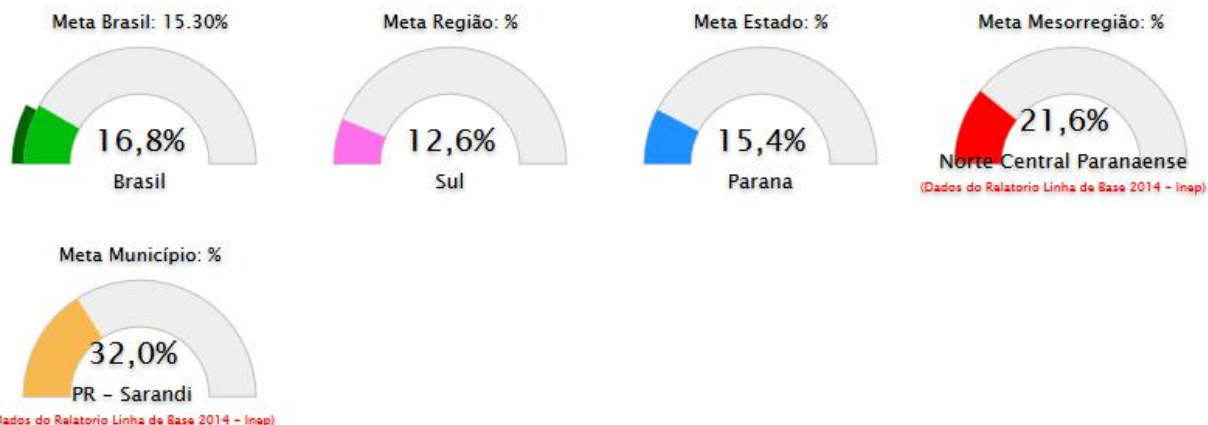 Meta Brasil: 15.30%
16,8%
Brasil
Meta Região: %
12,6%
Sul
Meta Estado: %
15,4%
Parana
Meta Mesorregião: %
21,6%
Norte Central Paranaense
(Dados do Relatorio Linha de Base 2014 - Inep)
Meta Município: %
32,0%
PR - Sarandi
Dados do Relatorio Linha de Base 2014 - Inep)